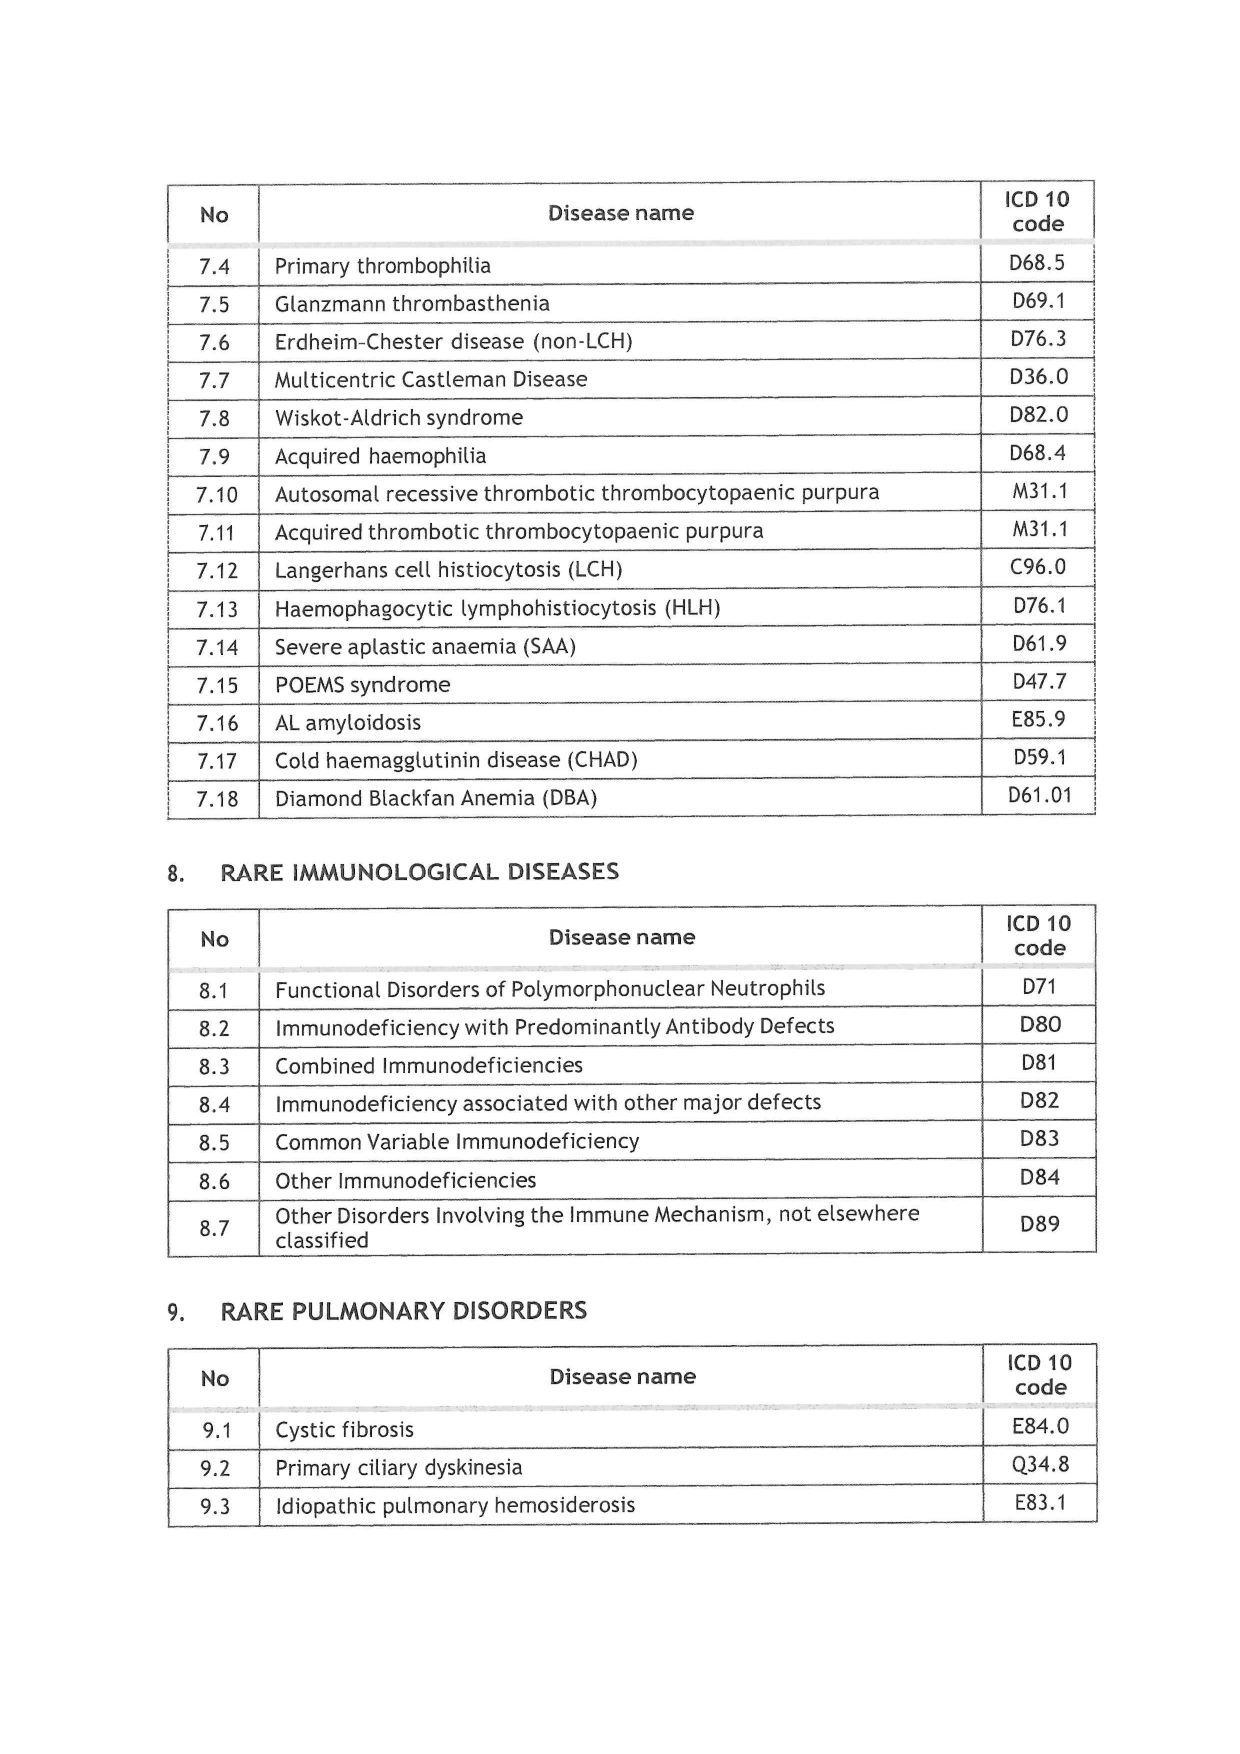 No Disease name ICD 10 code
7.4 Primary thrombophilia D68.5
7.5 Glanzmann thrombasthenia D69.1
7.6 Erdheim-Chester disease (non-LCH) D76.3
7.7 Multicentric Castleman Disease D36.0
7.8 Wiskot-Aldrich syndrome D82.0
7.9 Acquired haemophilia D68.4
7.10 Autosomal recessive thrombotic thrombocytopaenic purpura M31.1
7.11 Acquired thrombotic thrombocytopaenic purpura M31.1
7.12 Langerhans cell histiocytosis (LCH) C96.0
7.13 Haemophagocytic lymphohistiocytosis (HLH) D76.1
7.14 Severe aplastic anaemia (SAA) D61.9
7.15 POEMS syndrome D47.7
7.16 AL amyloidosis E85.9
7.17 Cold haemagglutinin disease (CHAD) D59.1
7.18 Diamond Blackfan Anemia (DBA) D61.01
8. RARE IMMUNOLOGICAL DISEASES
No Disease name ICD 10 code
8.1 Functional Disorders of Polymorphonuclear Neutrophils D71
8.2 Immunodeficiency with Predominantly Antibody Defects D80
8.3 Combined Immunodeficiencies D81
8.4 Immunodeficiency associated with other major defects D82
8.5 Common Variable Immunodeficiency D83
8.6 Other Immunodeficiencies D84
8.7 Other Disorders Involving the Immune Mechanism, not elsewhere
classified D89
9. RARE PULMONARY DISORDERS
No Disease name ICD 10 code
9.1 Cystic fibrosis E84.0
9.2 Primary ciliary dyskinesia Q34.8
9.3 Idiopathic pulmonary hemosiderosis E83.1